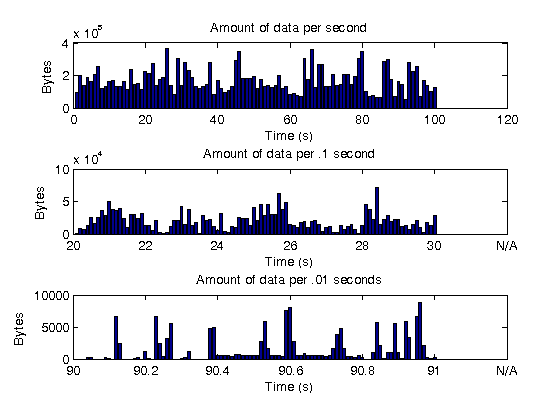 Amount of data per second
x 10^5
4
2
0
Bytes
0 20 40 60 80 100 120
Time (s)
Amount of data per .1 second
x 10^4
10
5
0
Bytes
20 22 24 26 28 30 N/A
Time (s)
Amount of data per .01 seconds
10000
5000
0
Bytes
90 90.2 90.4 90.6 90.8 91 N/A
Time (s)